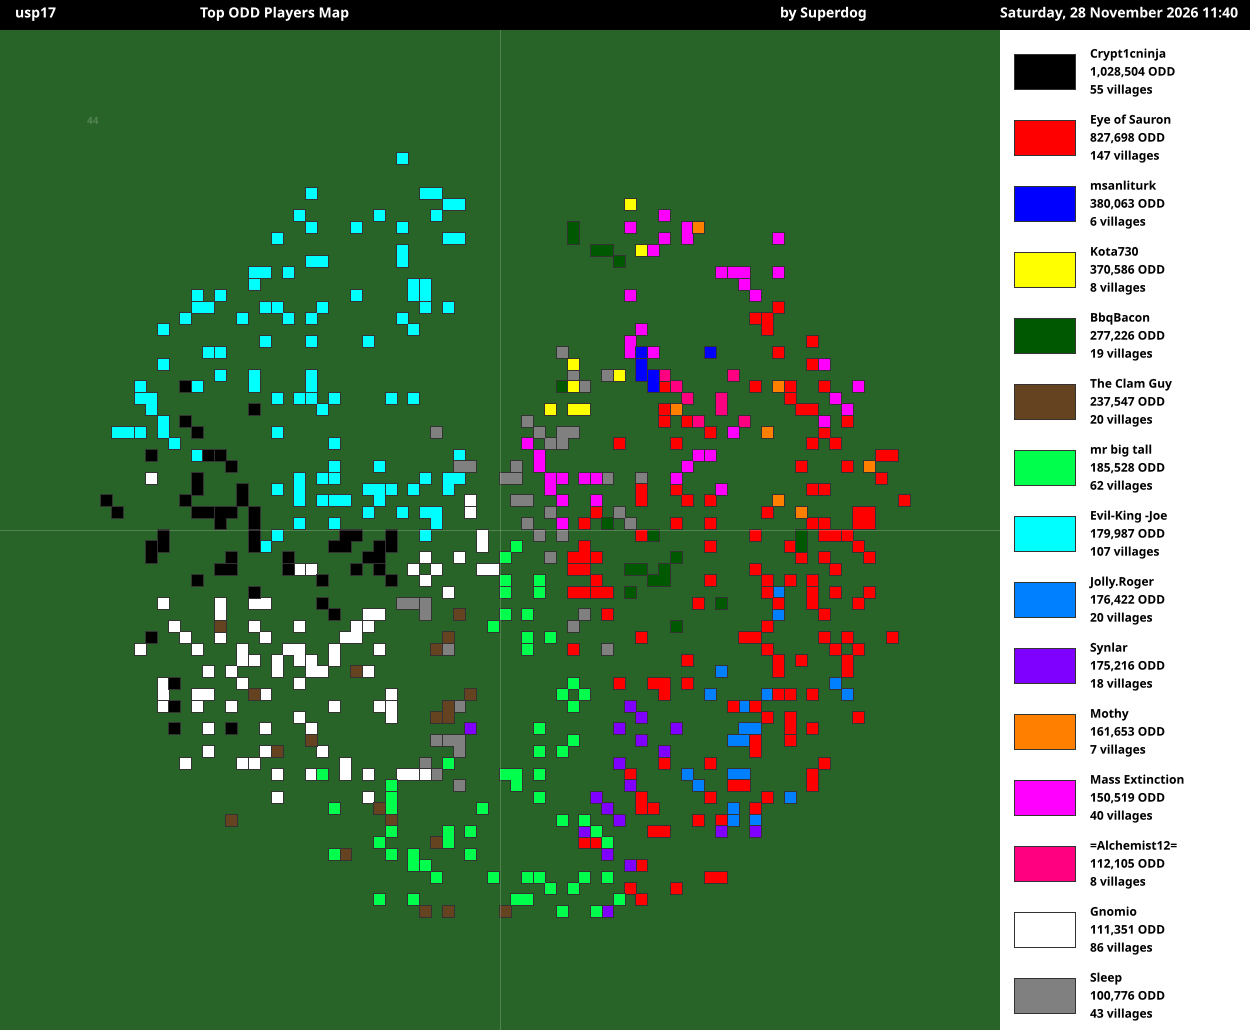 usp17 Top ODD Players Map by Superdog Saturday, 28 November 2026 11:40
44
Crypt1cninja
1,028,504 ODD
55 villages
Eye of Sauron
827,698 ODD
147 villages
msanliturk
380,063 ODD
6 villages
Kota730
370,586 ODD
8 villages
BbqBacon
277,226 ODD
19 villages
The Clam Guy
237,547 ODD
20 villages
mr big tall
185,528 ODD
62 villages
Evil-King -Joe
179,987 ODD
107 villages
Jolly.Roger
176,422 ODD
20 villages
Synlar
175,216 ODD
18 villages
Mothy
161,653 ODD
7 villages
Mass Extinction
150,519 ODD
40 villages
=Alchemist12=
112,105 ODD
8 villages
Gnomio
111,351 ODD
86 villages
Sleep
100,776 ODD
43 villages